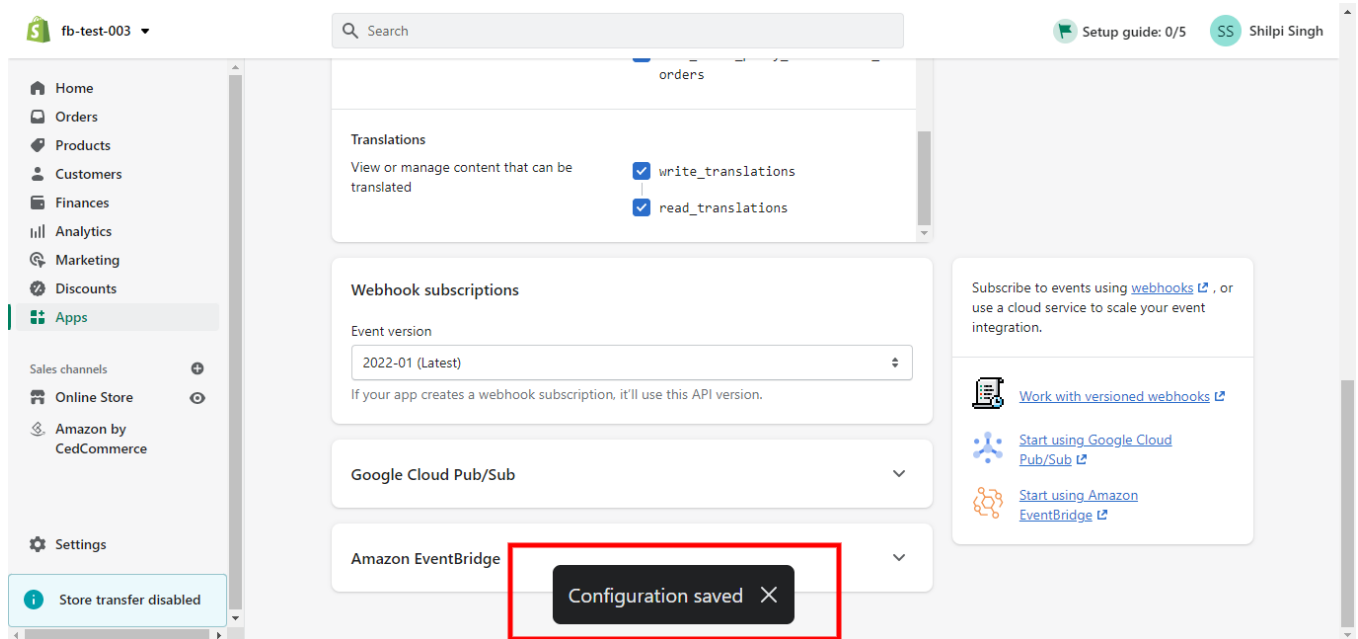 fb-test-003
Search
Setup guide: 0/5
SS
Shilpi Singh
Home
Orders
Products
Customers
Finances
Analytics
Marketing
Discounts
Apps
Sales channels
Online Store
Amazon by
CedCommerce
Settings
Store transfer disabled
orders
Translations
View or manage content that can be
translated
write_translations
read_translations
Webhook subscriptions
Event version
2022-01 (Latest)
If your app creates a webhook subscription, it'll use this API version.
Google Cloud Pub/Sub
Amazon EventBridge
Configuration saved
Subscribe to events using webhooks , or
use a cloud service to scale your event
integration.
Work with versioned webhooks
Start using Google Cloud
Pub/Sub
Start using Amazon
EventBridge